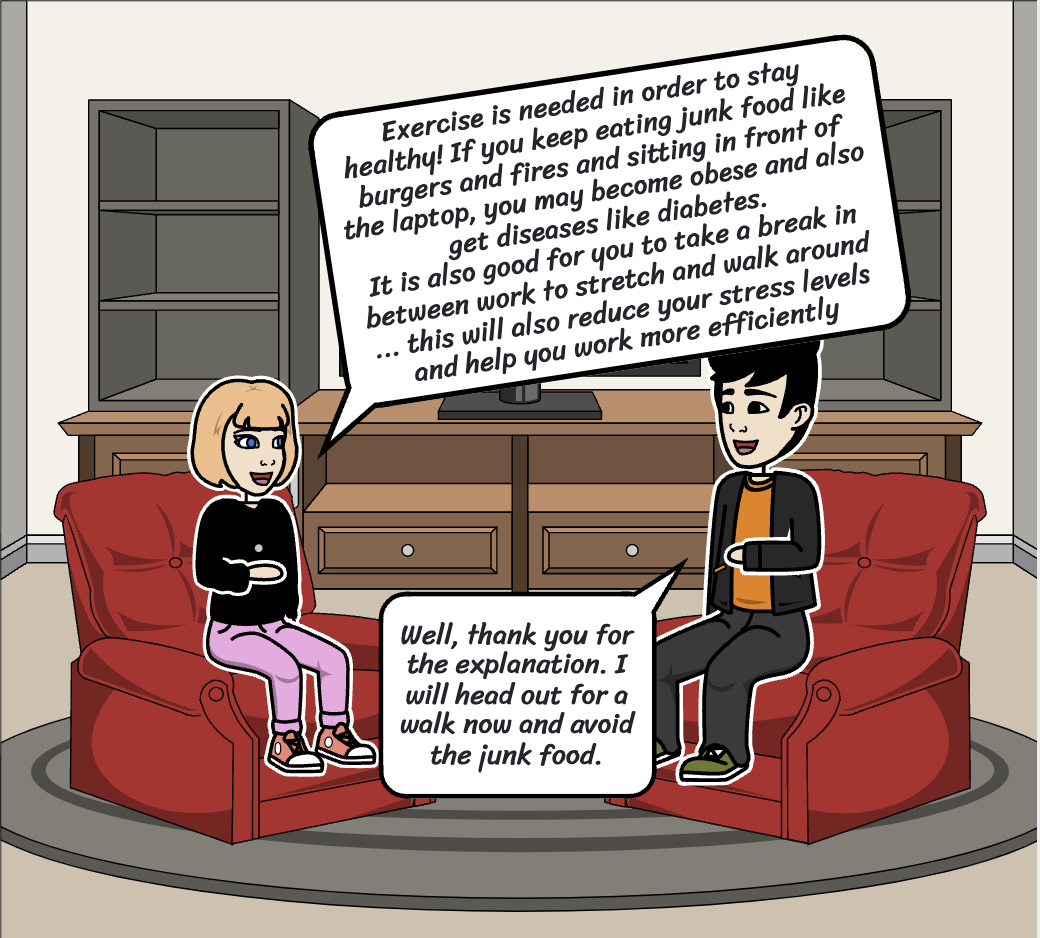 Exercise is needed in order to stay
healthy! If you keep eating junk food like
burgers and fires and sitting in front of
the laptop, you may become obese and also
get diseases like diabetes.
It is also good for you to take a break in
between work to stretch and walk around
... this will also reduce your stress levels
and help you work more efficiently
Well, thank you for
the explanation. I
will head out for a
walk now and avoid
the junk food.